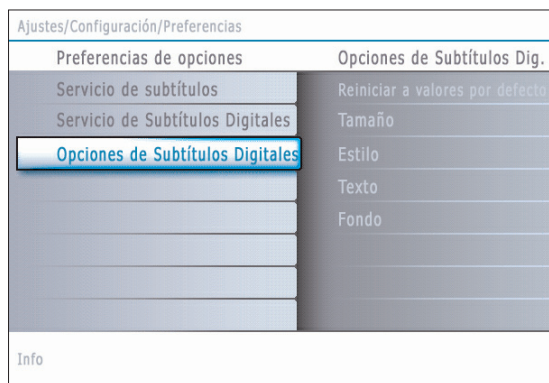 Ajustes/Configuración/Preferencias
Preferencias de opciones
Servicio de subtítulos
Servicio de Subtítulos Digitales
Opciones de Subtítulos Digitales
Opciones de Subtítulos Dig.
Reiniciar a valores por defecto
Tamaño
Estilo
Texto
Fondo
Info